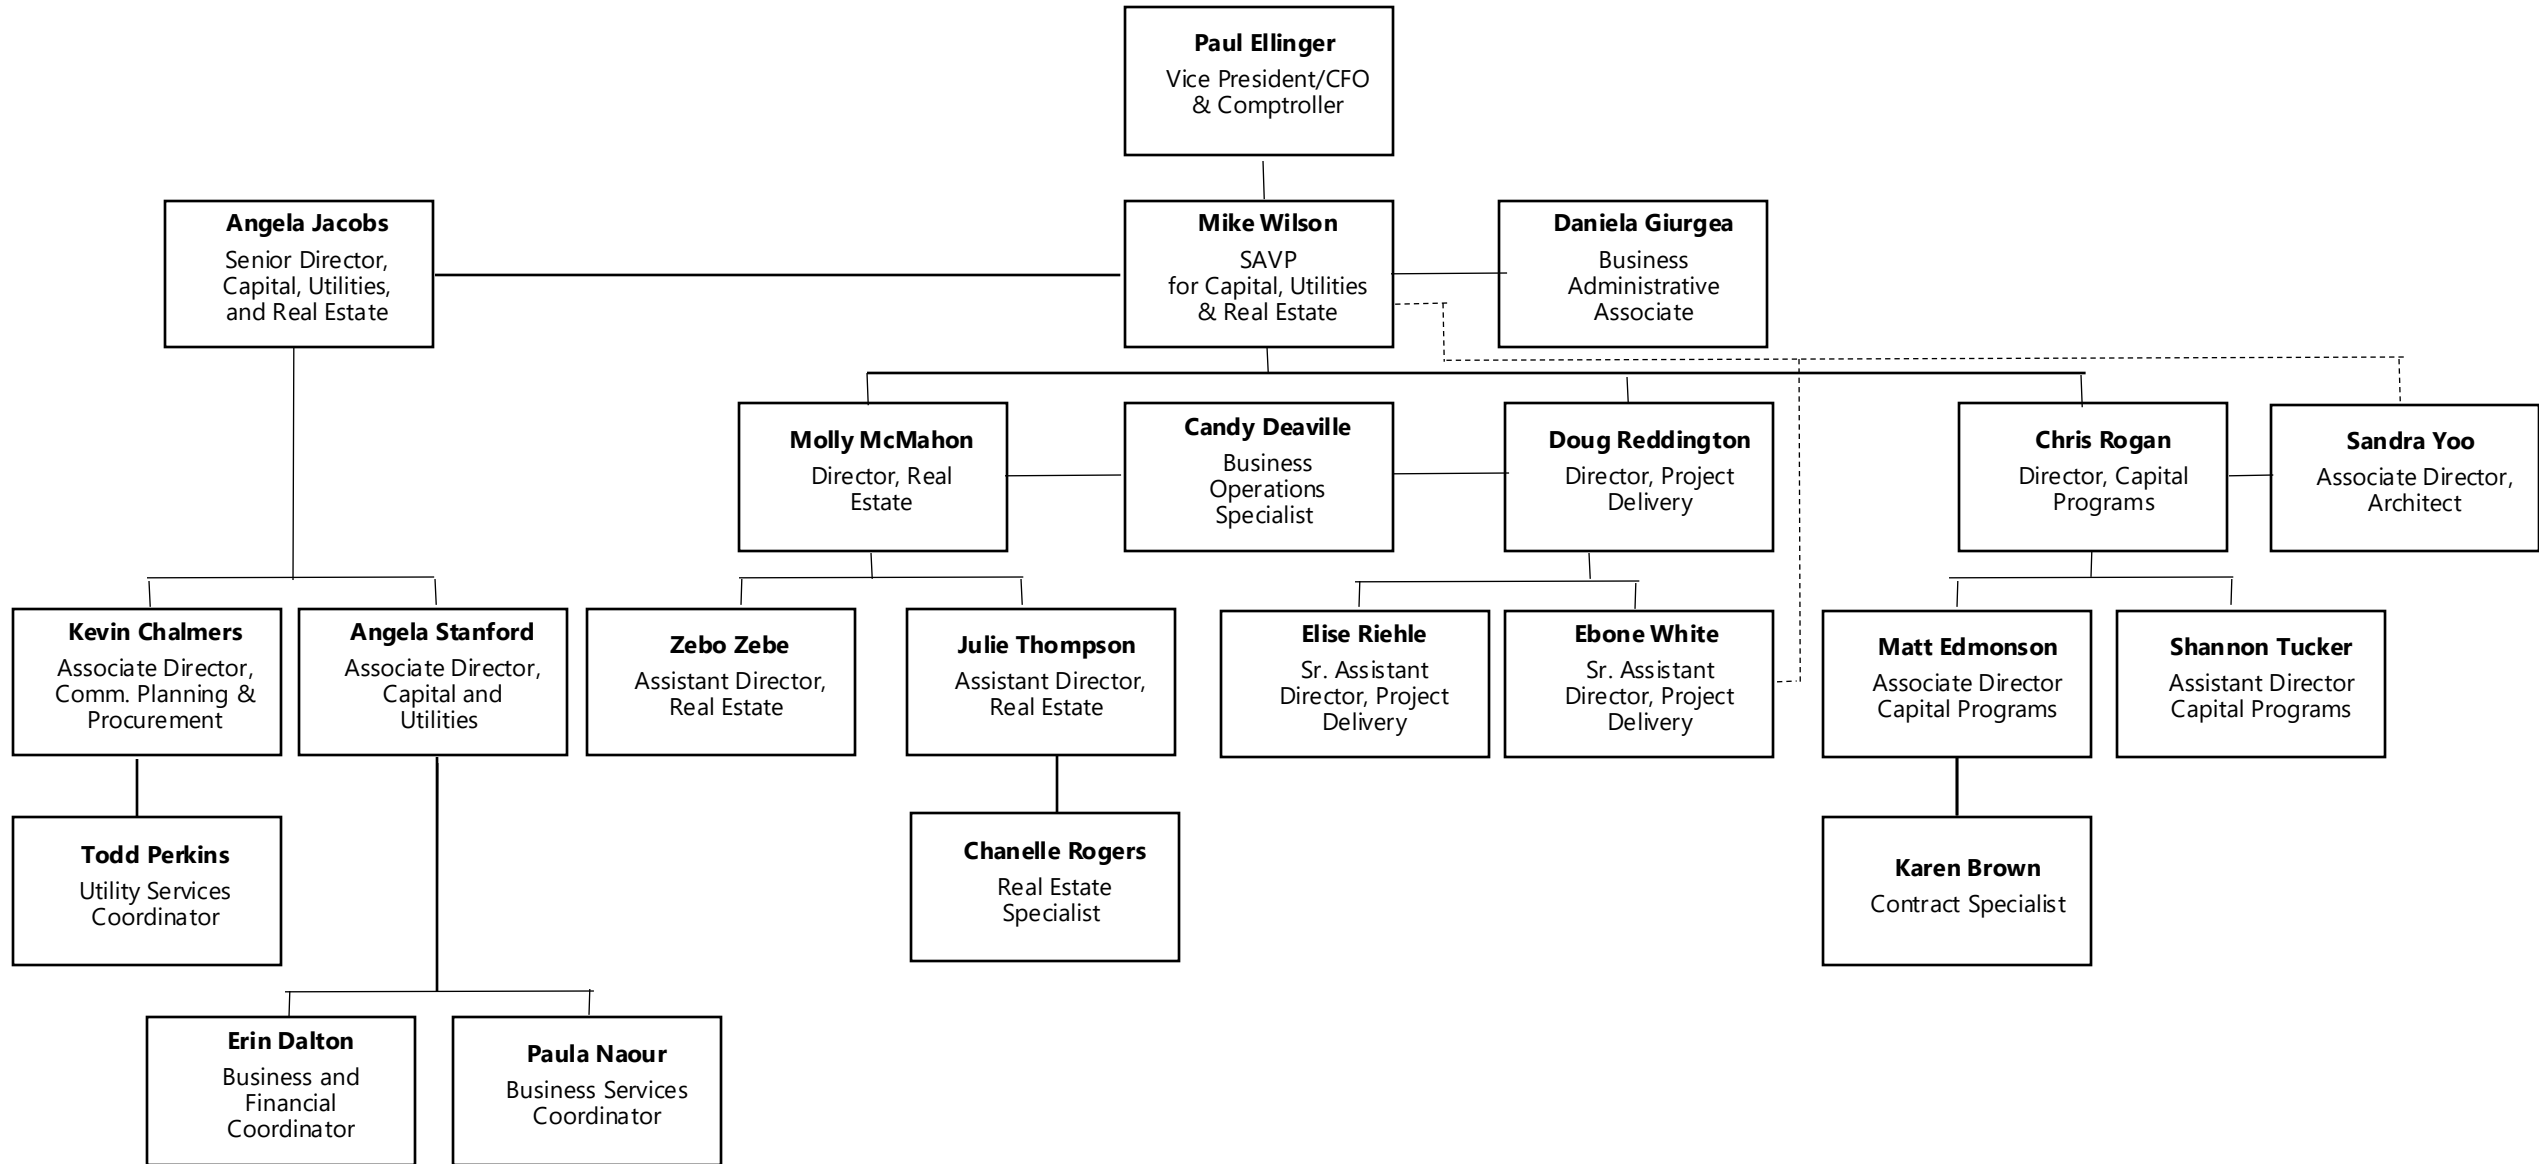 Paul Ellinger
Vice President/CFO
& Comptroller
Angela Jacobs
Senior Director,
Capital, Utilities,
and Real Estate
Mike Wilson
SAVP
for Capital, Utilities
& Real Estate
Daniela Giurgea
Business
Administrative
Associate
Molly McMahon
Director, Real
Estate
Candy Deaville
Business
Operations
Specialist
Doug Reddington
Director, Project
Delivery
Chris Rogan
Director, Capital
Programs
Sandra Yoo
Associate Director,
Architect
Kevin Chalmers
Associate Director,
Comm. Planning &
Procurement
Angela Stanford
Associate Director,
Capital and
Utilities
Zebo Zebe
Assistant Director,
Real Estate
Julie Thompson
Assistant Director,
Real Estate
Elise Riehle
Sr. Assistant
Director, Project
Delivery
Ebone White
Sr. Assistant
Director, Project
Delivery
Matt Edmonson
Associate Director
Capital Programs
Shannon Tucker
Assistant Director
Capital Programs
Todd Perkins
Utility Services
Coordinator
Chanelle Rogers
Real Estate
Specialist
Karen Brown
Contract Specialist
Erin Dalton
Business and
Financial
Coordinator
Paula Naour
Business Services
Coordinator